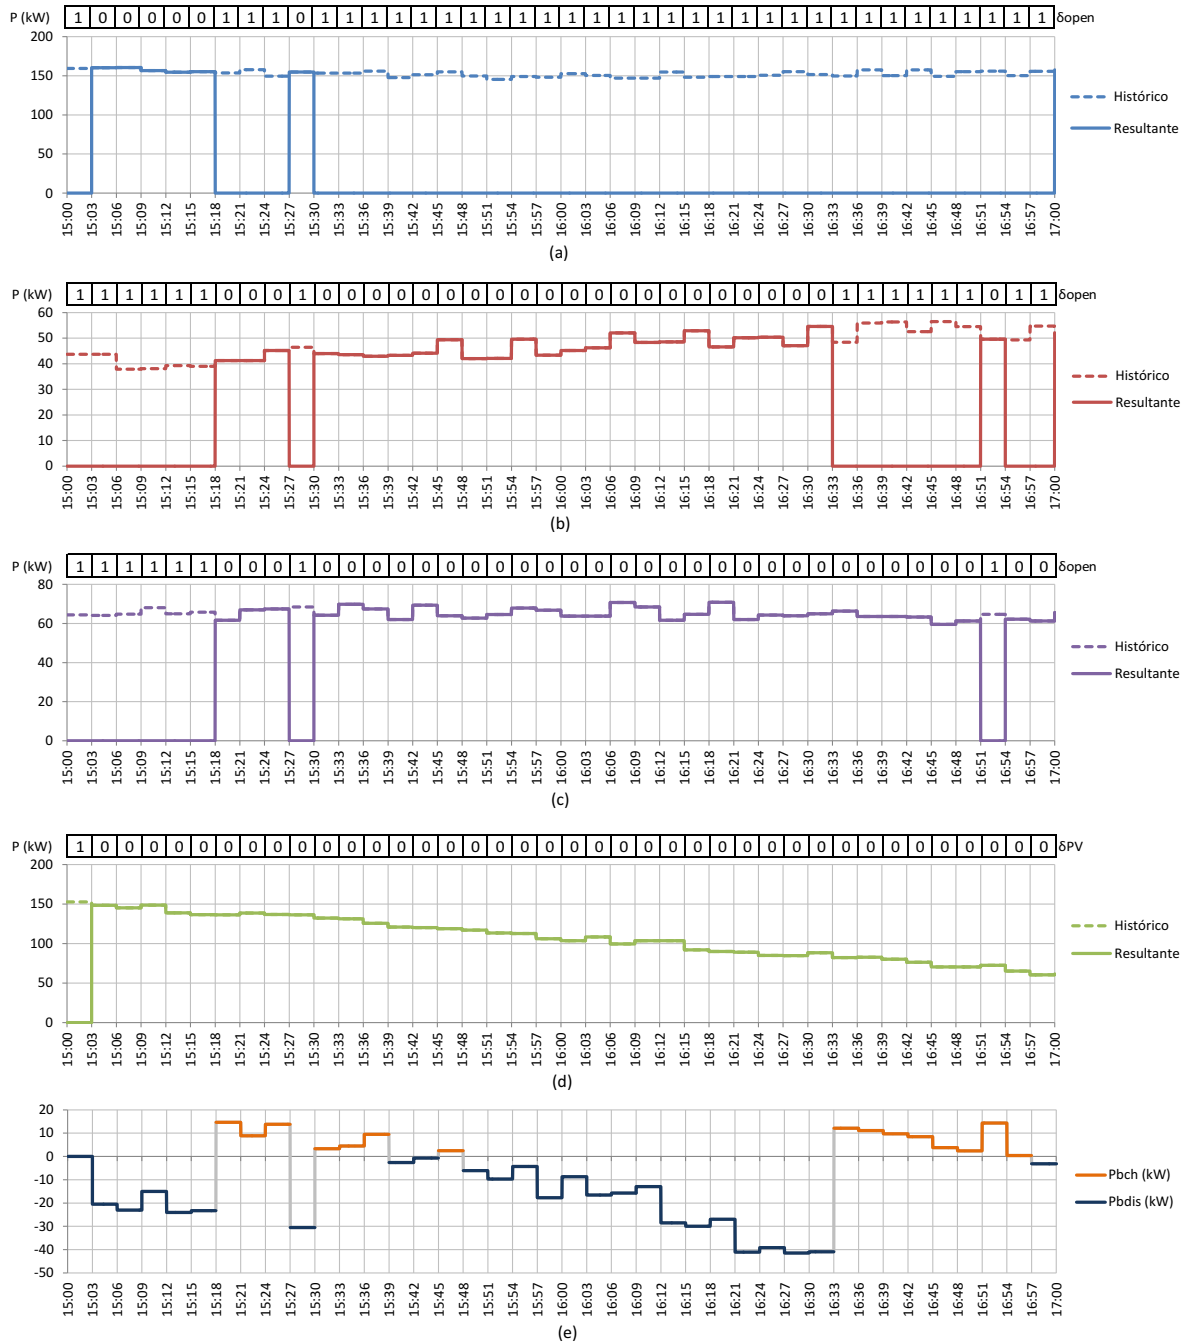 P (kW) 1 0 0 0 0 0 1 1 1 0 1 1 1 1 1 1 1 1 1 1 1 1 1 1 1 1 1 1 1 1 1 1 1 1 1 1 1 1 1 1 δopen
200
150
100
50
0
Histórico
Resultante
15:00 15:03 15:06 15:09 15:12 15:15 15:18 15:21 15:24 15:27 15:30 15:33 15:36 15:39 15:42 15:45 15:48 15:51 15:54 15:57 16:00 16:03 16:06 16:09 16:12 16:15 16:18 16:21 16:24 16:27 16:30 16:33 16:36 16:39 16:42 16:45 16:48 16:51 16:54 16:57 17:00
(a)
P (kW) 1 1 1 1 1 1 0 0 0 1 0 0 0 0 0 0 0 0 0 0 0 0 0 0 0 0 0 0 0 0 0 1 1 1 1 1 1 0 1 1 δopen
60
50
40
30
20
10
0
Histórico
Resultante
15:00 15:03 15:06 15:09 15:12 15:15 15:18 15:21 15:24 15:27 15:30 15:33 15:36 15:39 15:42 15:45 15:48 15:51 15:54 15:57 16:00 16:03 16:06 16:09 16:12 16:15 16:18 16:21 16:24 16:27 16:30 16:33 16:36 16:39 16:42 16:45 16:48 16:51 16:54 16:57 17:00
(b)
P (kW) 1 1 1 1 1 1 0 0 0 1 0 0 0 0 0 0 0 0 0 0 0 0 0 0 0 0 0 0 0 0 0 0 0 0 0 0 0 1 0 0 δopen
80
60
40
20
0
Histórico
Resultante
15:00 15:03 15:06 15:09 15:12 15:15 15:18 15:21 15:24 15:27 15:30 15:33 15:36 15:39 15:42 15:45 15:48 15:51 15:54 15:57 16:00 16:03 16:06 16:09 16:12 16:15 16:18 16:21 16:24 16:27 16:30 16:33 16:36 16:39 16:42 16:45 16:48 16:51 16:54 16:57 17:00
(c)
P (kW) 1 0 0 0 0 0 0 0 0 0 0 0 0 0 0 0 0 0 0 0 0 0 0 0 0 0 0 0 0 0 0 0 0 0 0 0 0 0 0 0 δPV
200
150
100
50
0
Histórico
Resultante
15:00 15:03 15:06 15:09 15:12 15:15 15:18 15:21 15:24 15:27 15:30 15:33 15:36 15:39 15:42 15:45 15:48 15:51 15:54 15:57 16:00 16:03 16:06 16:09 16:12 16:15 16:18 16:21 16:24 16:27 16:30 16:33 16:36 16:39 16:42 16:45 16:48 16:51 16:54 16:57 17:00
(d)
20
10
0
-10
-20
-30
-40
-50
Pbch (kW)
Pbdis (kW)
15:00 15:03 15:06 15:09 15:12 15:15 15:18 15:21 15:24 15:27 15:30 15:33 15:36 15:39 15:42 15:45 15:48 15:51 15:54 15:57 16:00 16:03 16:06 16:09 16:12 16:15 16:18 16:21 16:24 16:27 16:30 16:33 16:36 16:39 16:42 16:45 16:48 16:51 16:54 16:57 17:00
(e)